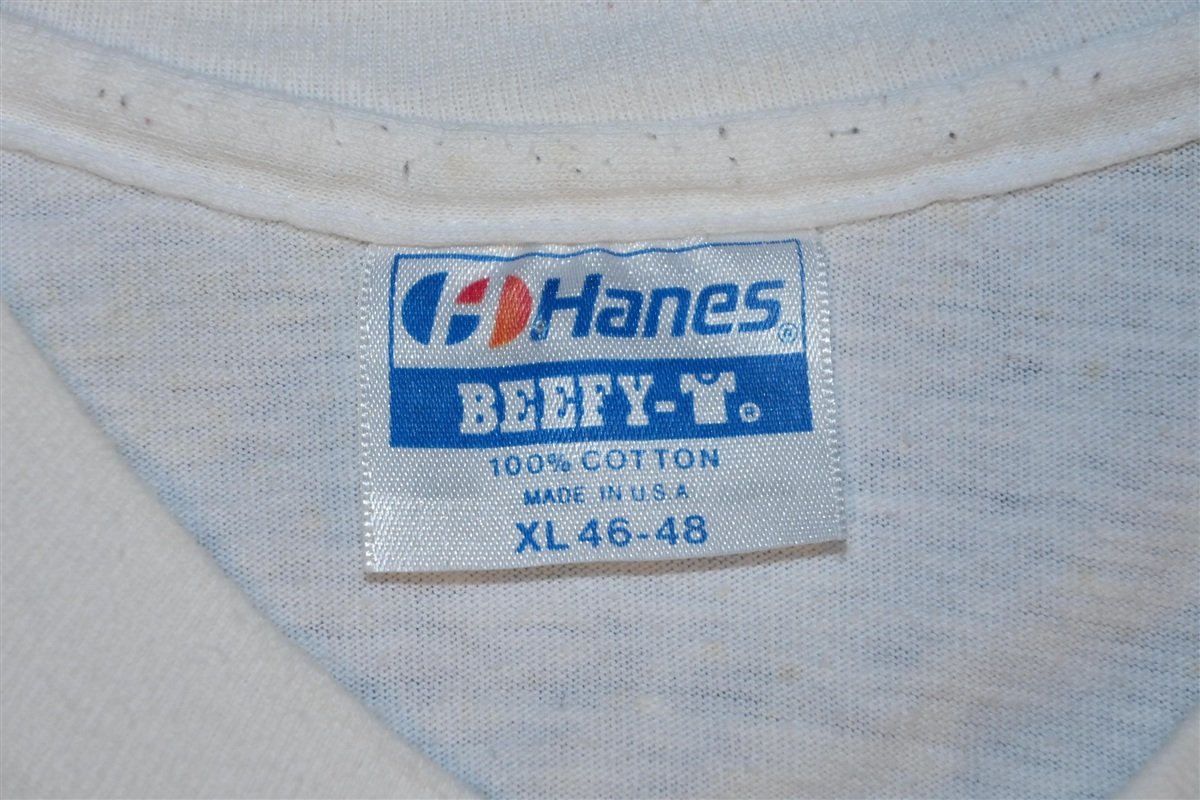 Hanes®
BEEFY-T®
100% COTTON
MADE IN U.S.A
XL 46-48